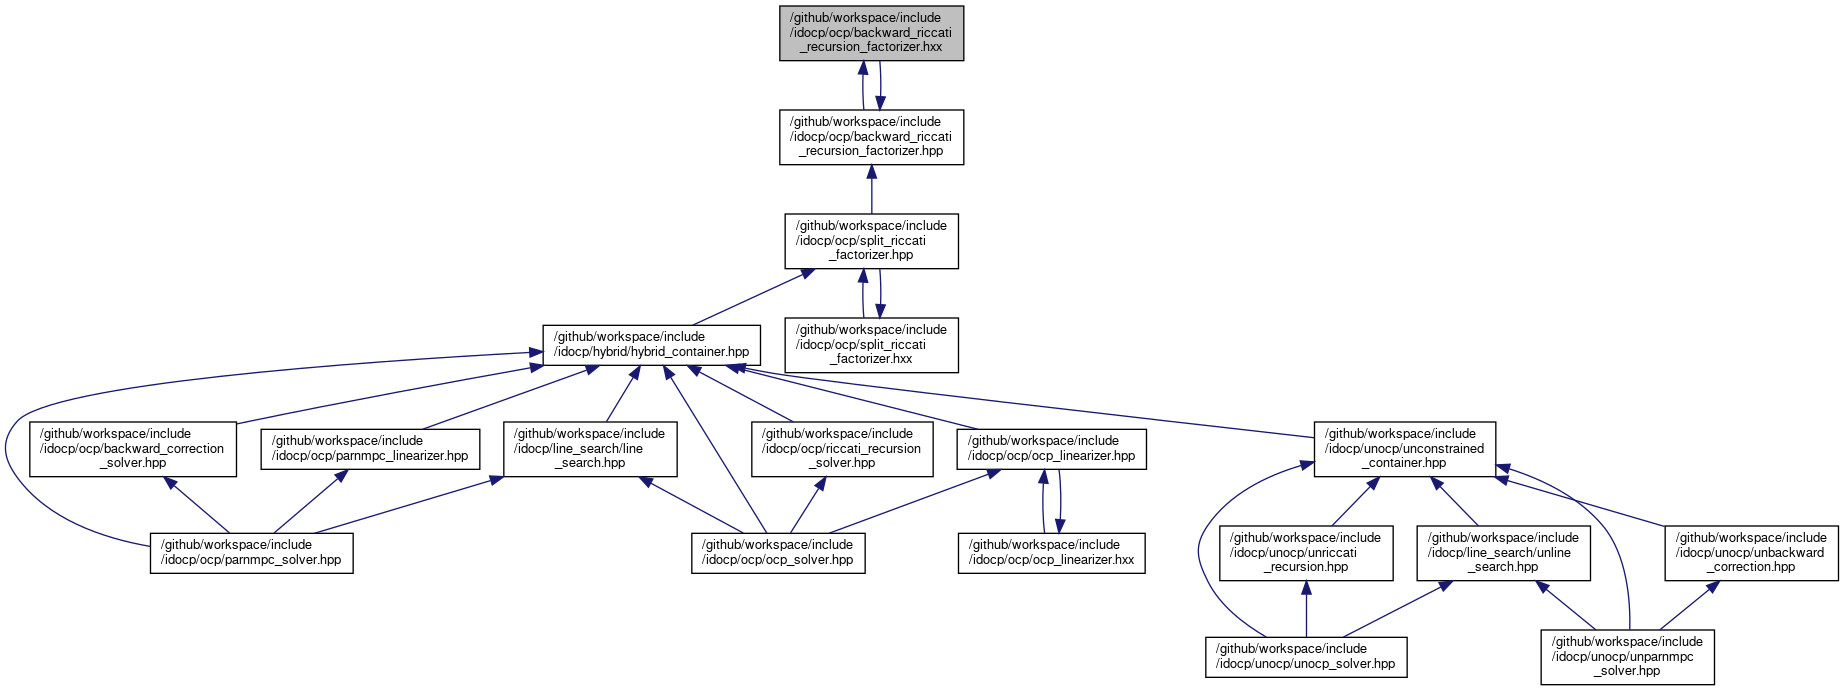 /github/workspace/include
/idocp/ocp/backward_riccati
_recursion_factorizer.hxx
/github/workspace/include
/idocp/ocp/backward_riccati
_recursion_factorizer.hpp
/github/workspace/include
/idocp/ocp/split_riccati
_factorizer.hpp
/github/workspace/include
/idocp/hybrid/hybrid_container.hpp
/github/workspace/include
/idocp/ocp/split_riccati
_factorizer.hxx
/github/workspace/include
/idocp/ocp/backward_correction
_solver.hpp
/github/workspace/include
/idocp/ocp/parnmpc_linearizer.hpp
/github/workspace/include
/idocp/line_search/line
_search.hpp
/github/workspace/include
/idocp/ocp/riccati_recursion
_solver.hpp
/github/workspace/include
/idocp/ocp/ocp_linearizer.hpp
/github/workspace/include
/idocp/unocp/unconstrained
_container.hpp
/github/workspace/include
/idocp/ocp/parnmpc_solver.hpp
/github/workspace/include
/idocp/ocp/ocp_solver.hpp
/github/workspace/include
/idocp/ocp/ocp_linearizer.hxx
/github/workspace/include
/idocp/unocp/unriccati
_recursion.hpp
/github/workspace/include
/idocp/line_search/unline
_search.hpp
/github/workspace/include
/idocp/unocp/unbackward
_correction.hpp
/github/workspace/include
/idocp/unocp/unocp_solver.hpp
/github/workspace/include
/idocp/unocp/unparnmpc
_solver.hpp